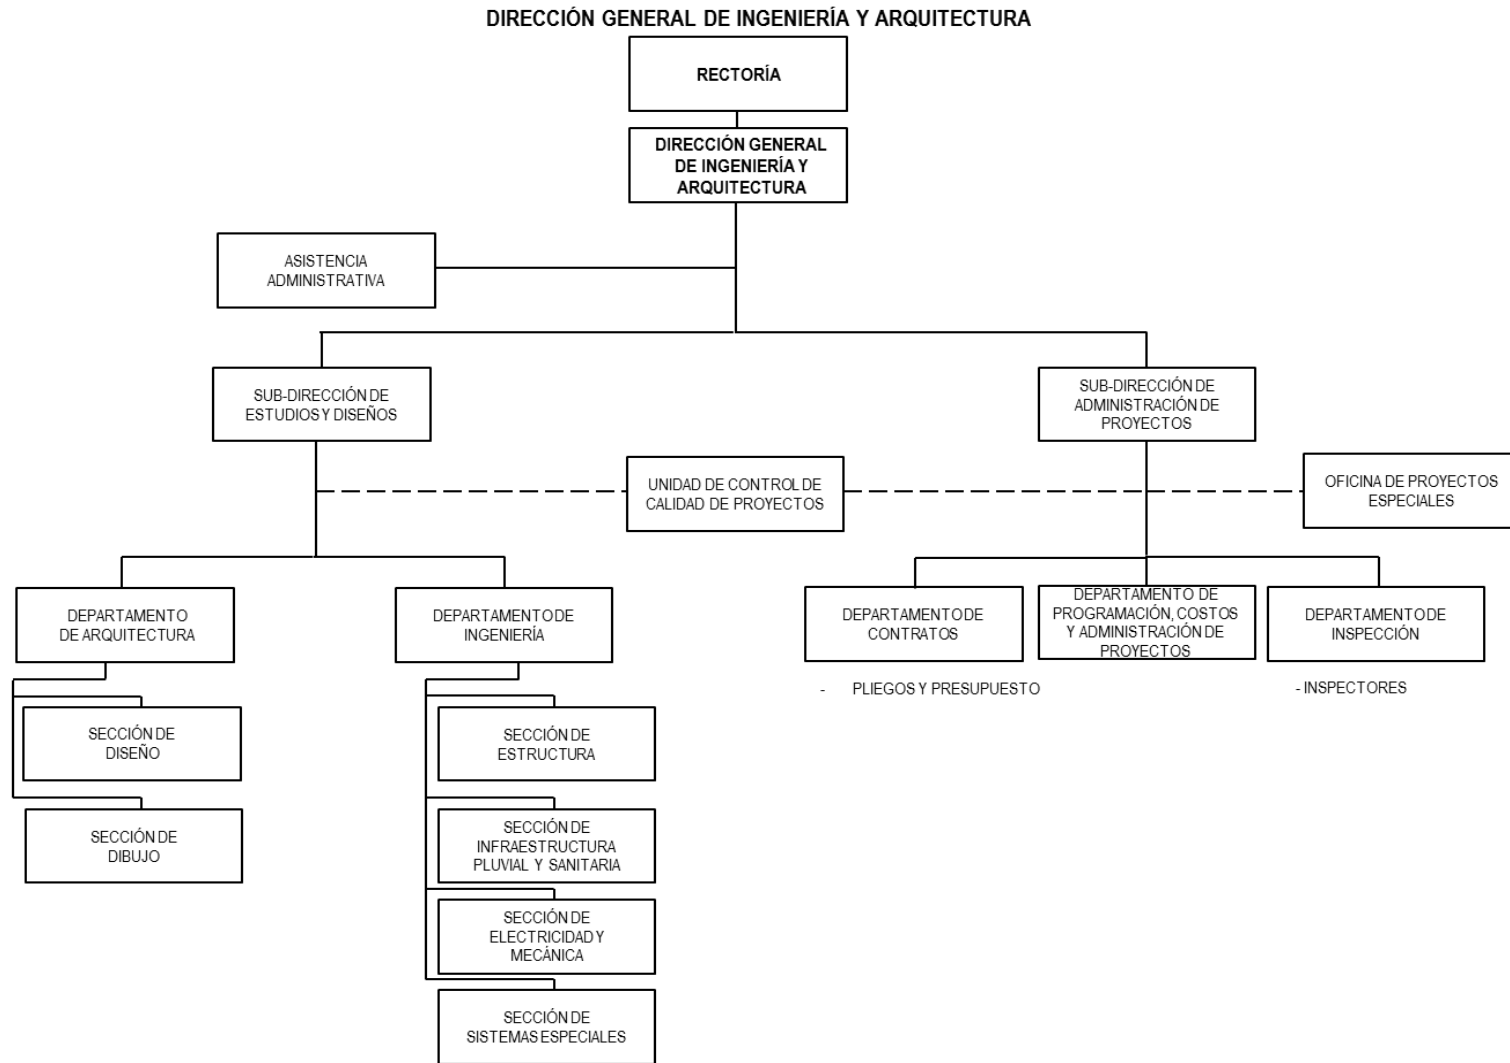 DIRECCIÓN GENERAL DE INGENIERÍA Y ARQUITECTURA
RECTORÍA
DIRECCIÓN GENERAL
DE INGENIERÍA Y
ARQUITECTURA
ASISTENCIA
ADMINISTRATIVA
SUB-DIRECCIÓN DE
ESTUDIOS Y DISEÑOS
SUB-DIRECCIÓN DE
ADMINISTRACIÓN DE
PROYECTOS
UNIDAD DE CONTROL DE
CALIDAD DE PROYECTOS
OFICINA DE PROYECTOS
ESPECIALES
DEPARTAMENTO
DE ARQUITECTURA
DEPARTAMENTO DE
INGENIERÍA
DEPARTAMENTO DE
CONTRATOS
DEPARTAMENTO DE
PROGRAMACIÓN, COSTOS
Y ADMINISTRACIÓN DE
PROYECTOS
DEPARTAMENTO DE
INSPECCIÓN
- PLIEGOS Y PRESUPUESTO
- INSPECTORES
SECCIÓN DE
DISEÑO
SECCIÓN DE
DIBUJO
SECCIÓN DE
ESTRUCTURA
SECCIÓN DE
INFRAESTRUCTURA
PLUVIAL Y SANITARIA
SECCIÓN DE
ELECTRICIDAD Y
MECÁNICA
SECCIÓN DE
SISTEMAS ESPECIALES